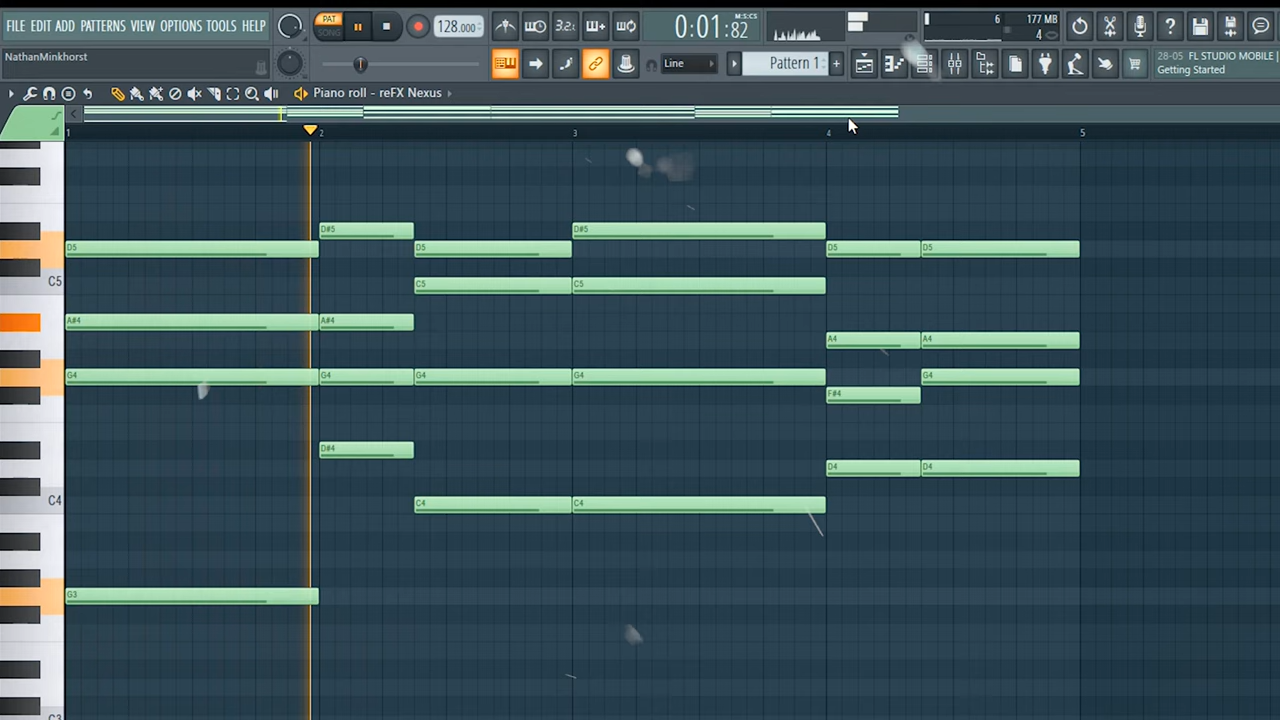 FILE EDIT ADD PATTERNS VIEW OPTIONS TOOLS HELP
PAT
SONG
128.000
3.2:
0:01:82
M:S:CS
6
177 MB
4
NathanMinkhorst
Line
Pattern 1
28-05 FL STUDIO MOBILE |
Getting Started
Piano roll - reFX Nexus
1
2
3
4
5
D#5
D#5
D5
D5
D5
D5
C5
C5
C5
A#4
A#4
A4
A4
G4
G4
G4
G4
G4
F#4
D#4
D4
D4
C4
C4
C4
G3
C3